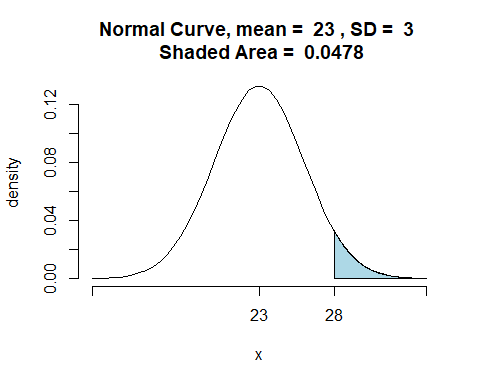 Normal Curve, mean =  23 , SD =  3
Shaded Area =  0.0478
density
0.12
0.08
0.04
0.00
23
28
x